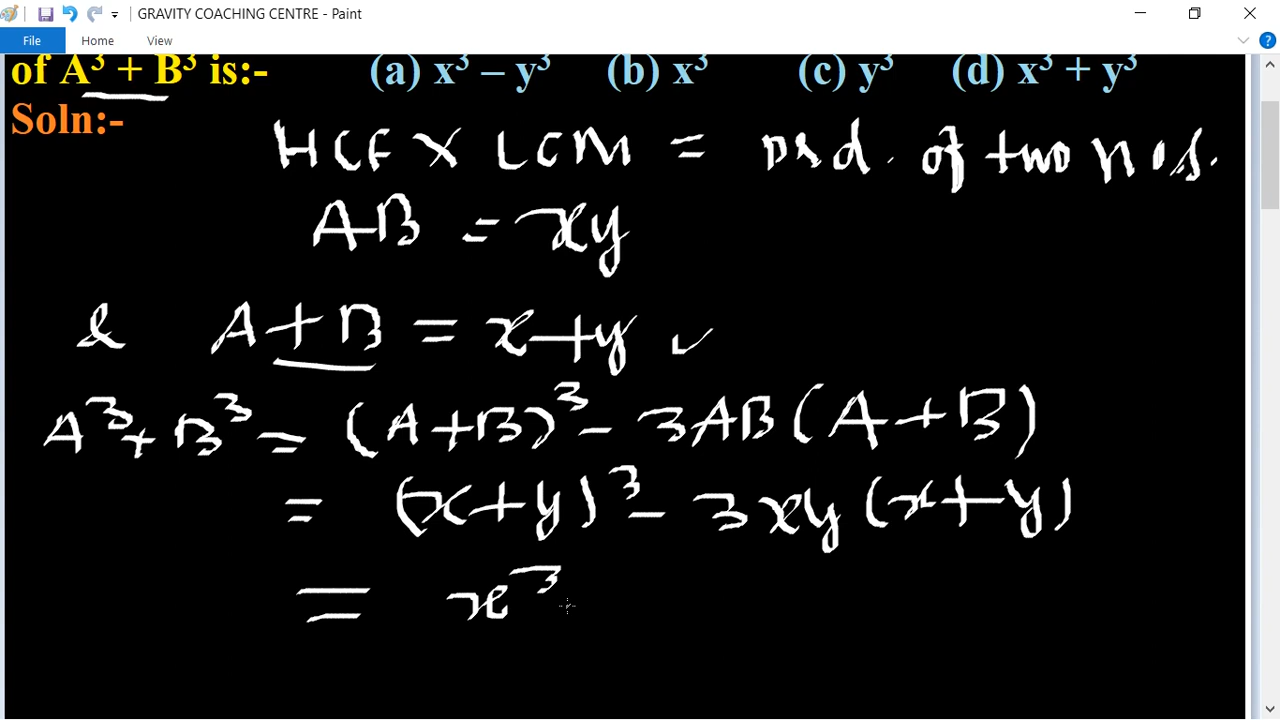 GRAVITY COACHING CENTRE - Paint
File Home View
of A³ + B³ is:- (a) x³ – y³ (b) x³ (c) y³ (d) x³ + y³
Soln:-
HCF × LCM = prd. of two nos.
AB = xy
& A+B = x+y ✓
A³+B³ = (A+B)³ - 3AB(A+B)
= (x+y)³ - 3xy(x+y)
= x³